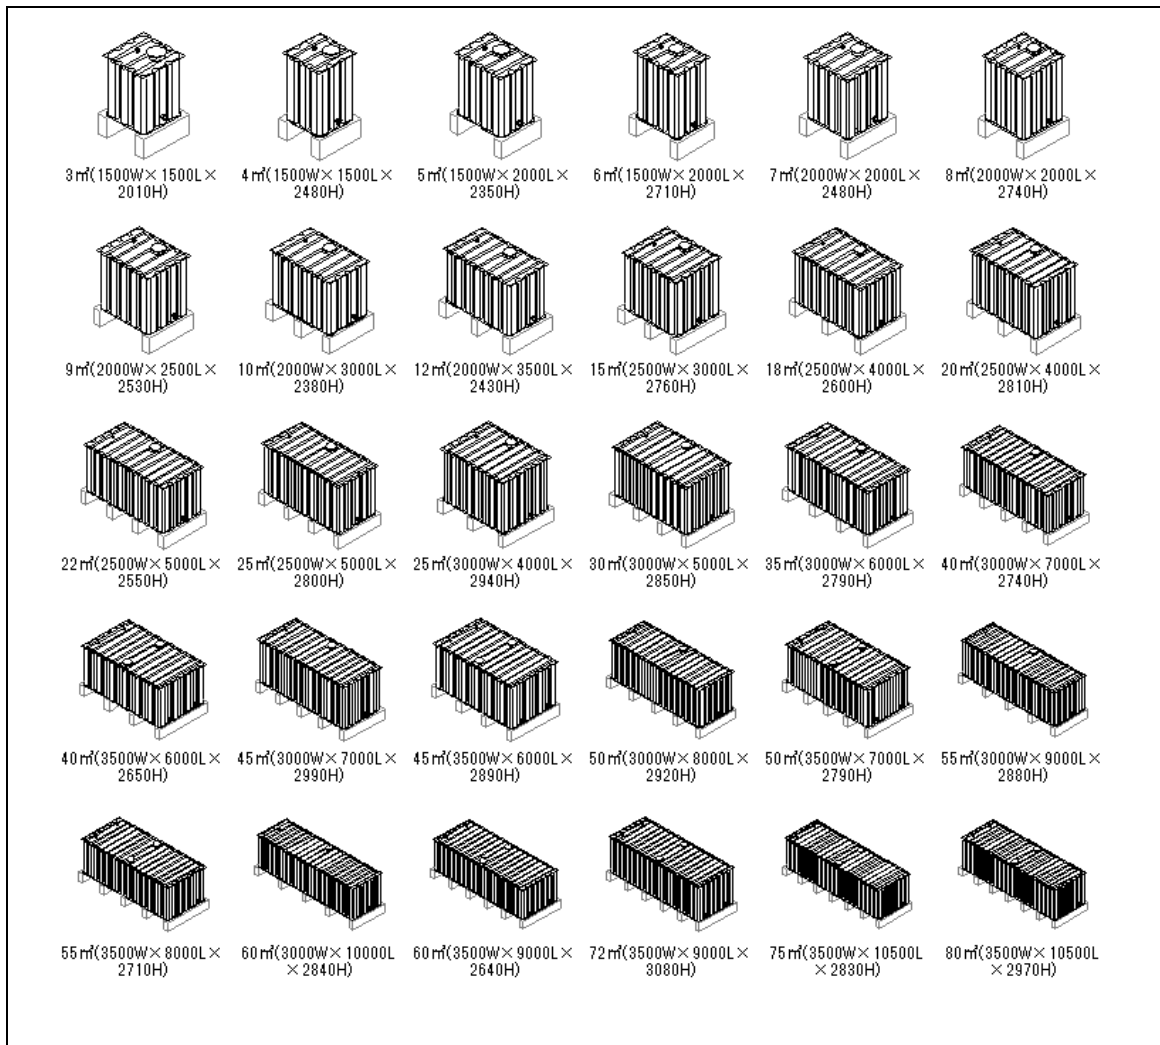 3㎥(1500W×1500L×
2010H)
4㎥(1500W×1500L×
2480H)
5㎥(1500W×2000L×
2350H)
6㎥(1500W×2000L×
2710H)
7㎥(2000W×2000L×
2480H)
8㎥(2000W×2000L×
2740H)
9㎥(2000W×2500L×
2530H)
10㎥(2000W×3000L×
2380H)
12㎥(2000W×3500L×
2430H)
15㎥(2500W×3000L×
2760H)
18㎥(2500W×4000L×
2600H)
20㎥(2500W×4000L×
2810H)
22㎥(2500W×5000L×
2550H)
25㎥(2500W×5000L×
2800H)
25㎥(3000W×4000L×
2940H)
30㎥(3000W×5000L×
2850H)
35㎥(3000W×6000L×
2790H)
40㎥(3000W×7000L×
2740H)
40㎥(3500W×6000L×
2650H)
45㎥(3000W×7000L×
2990H)
45㎥(3500W×6000L×
2890H)
50㎥(3000W×8000L×
2920H)
50㎥(3500W×7000L×
2790H)
55㎥(3000W×9000L×
2880H)
55㎥(3500W×8000L×
2710H)
60㎥(3000W×10000L
×2840H)
60㎥(3500W×9000L×
2640H)
72㎥(3500W×9000L×
3080H)
75㎥(3500W×10500L
×2830H)
80㎥(3500W×10500L
×2970H)